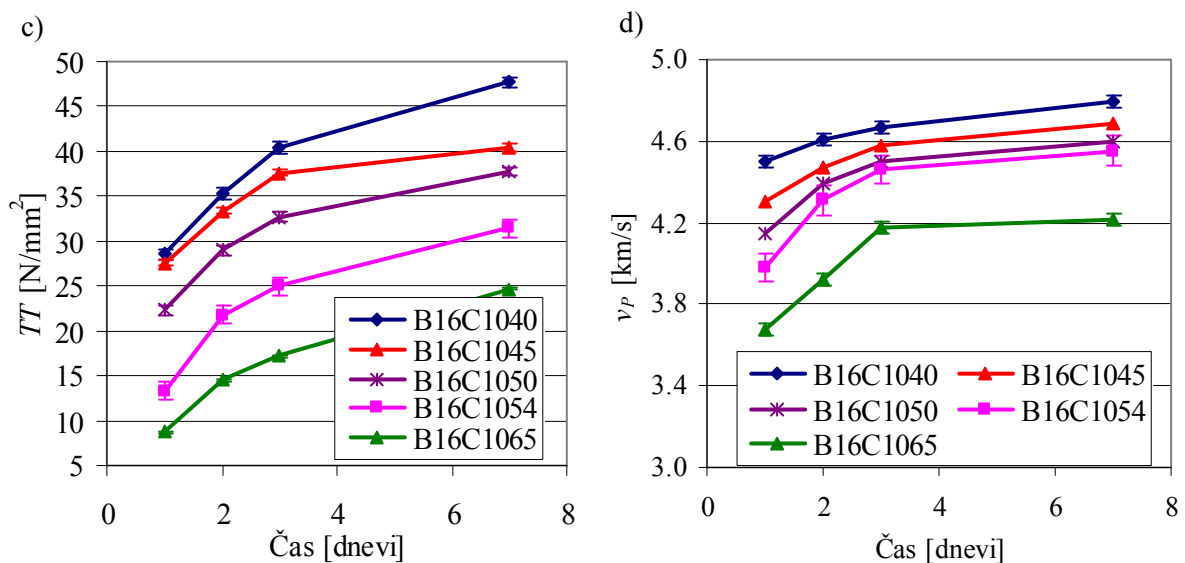 c)
TT [N/mm²]
50
45
40
35
30
25
20
15
10
5
B16C1040
B16C1045
B16C1050
B16C1054
B16C1065
0 2 4 6 8
Čas [dnevi]
d)
v_P [km/s]
5.0
4.6
4.2
3.8
3.4
3.0
B16C1040 B16C1045
B16C1050 B16C1054
B16C1065
0 2 4 6 8
Čas [dnevi]